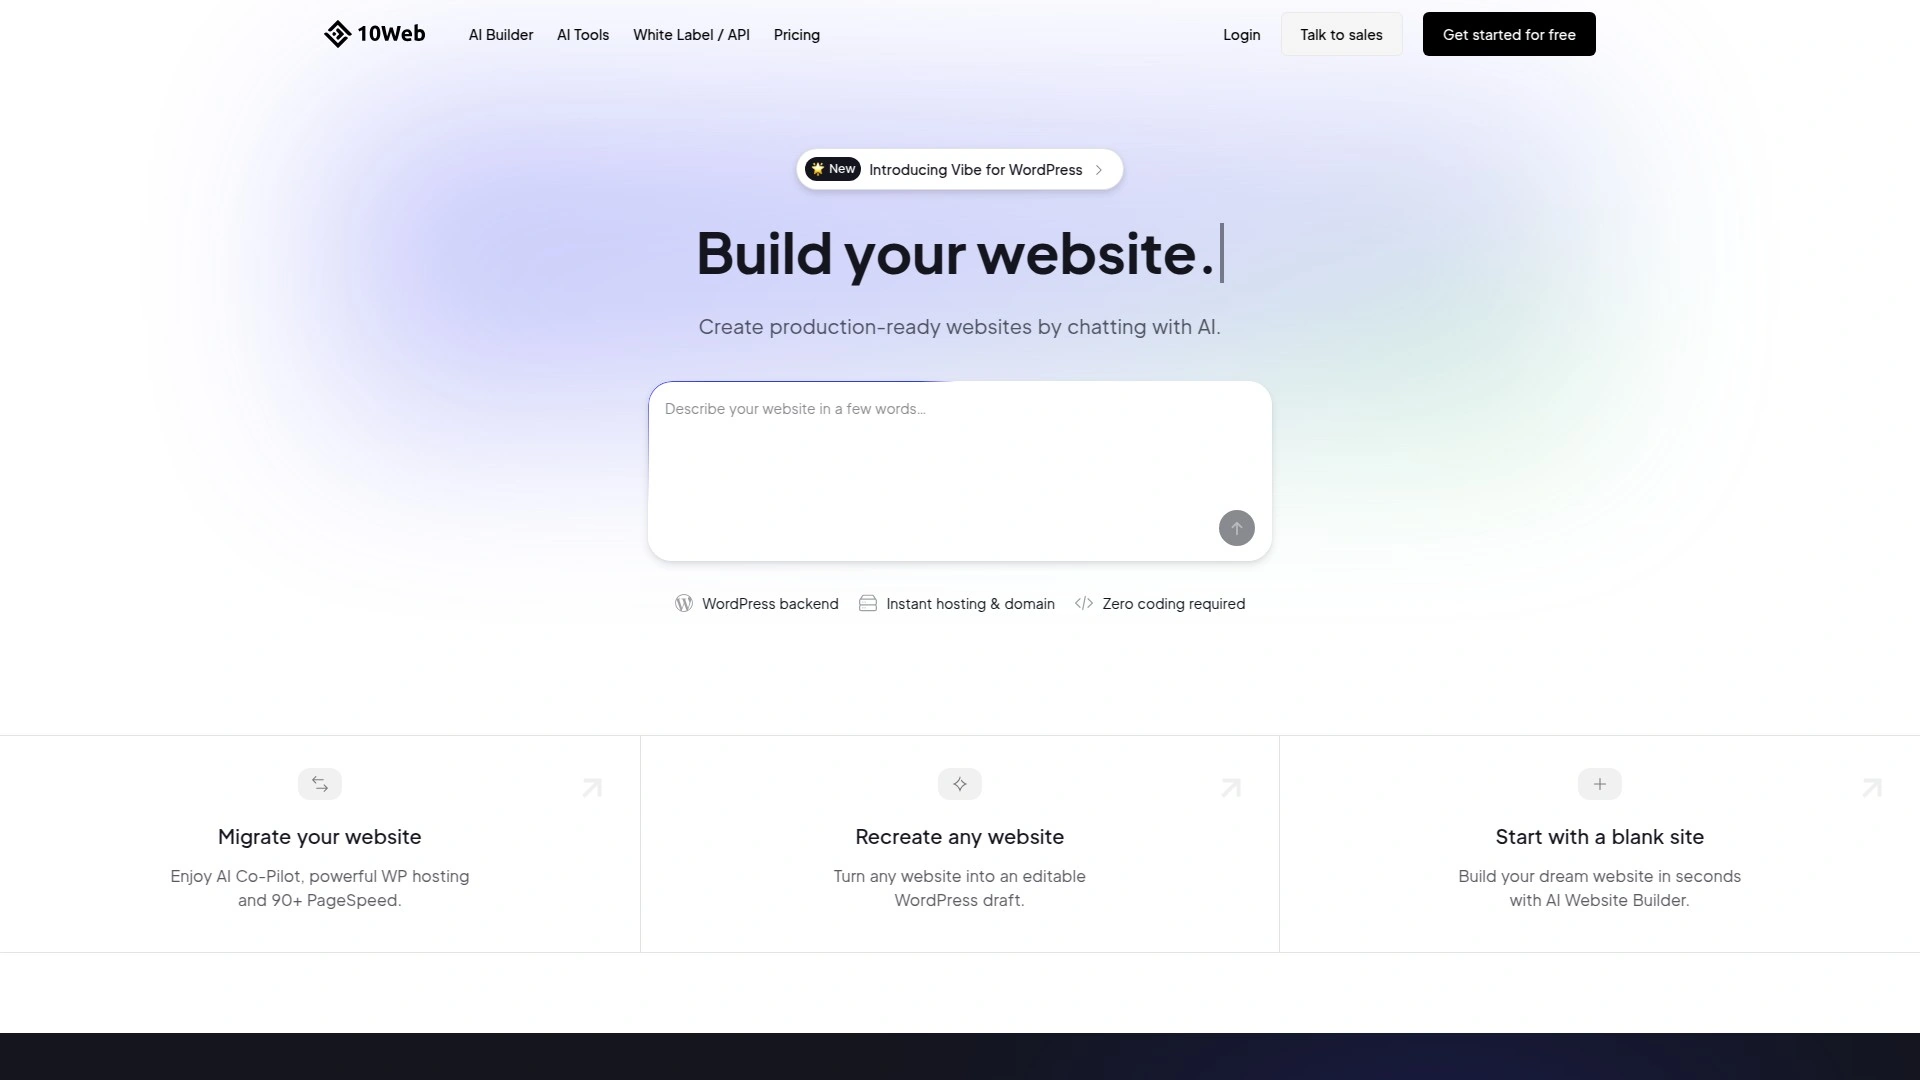 10Web
AI Builder
AI Tools
White Label / API
Pricing
Login
Talk to sales
Get started for free
New
Introducing Vibe for WordPress
Build your website.
Create production-ready websites by chatting with AI.
Describe your website in a few words...
WordPress backend
Instant hosting & domain
Zero coding required
Migrate your website
Enjoy AI Co-Pilot, powerful WP hosting
and 90+ PageSpeed.
Recreate any website
Turn any website into an editable
WordPress draft.
Start with a blank site
Build your dream website in seconds
with AI Website Builder.